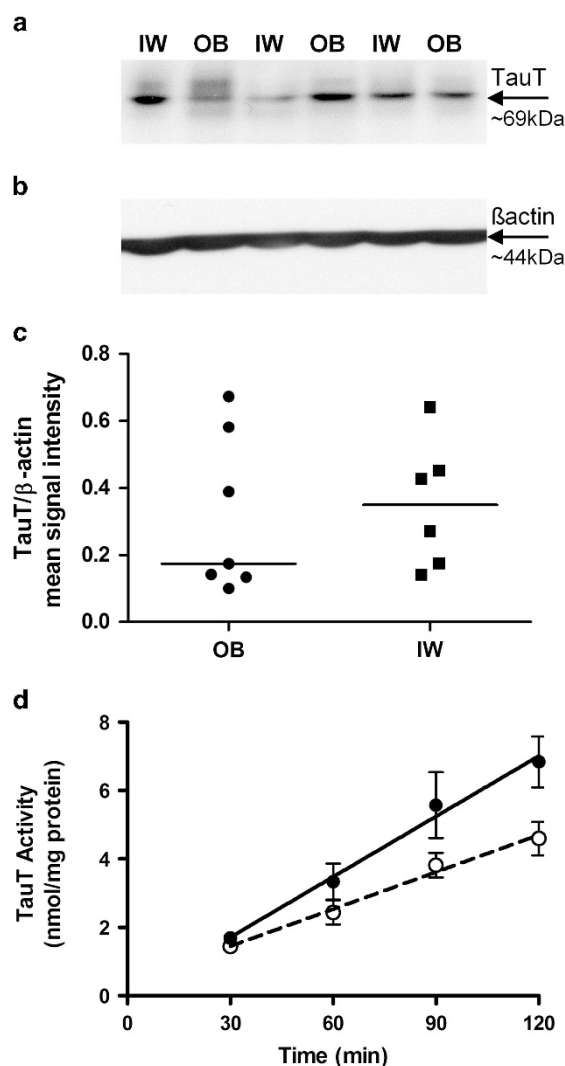 a
IW OB IW OB IW OB
TauT
~69kDa
b
ßactin
~44kDa
c
TauT/β-actin
mean signal intensity
0.8
0.6
0.4
0.2
0.0
OB IW
d
TauT Activity
(nmol/mg protein)
8
6
4
2
0
0 30 60 90 120
Time (min)